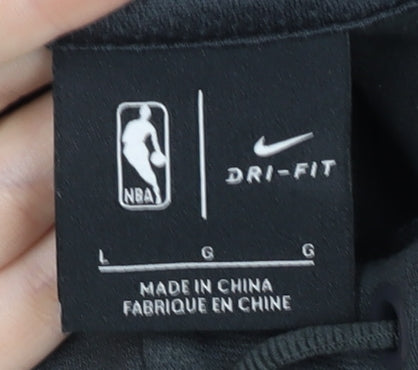 NBA
DRI-FIT
L G G
MADE IN CHINA
FABRIQUE EN CHINE